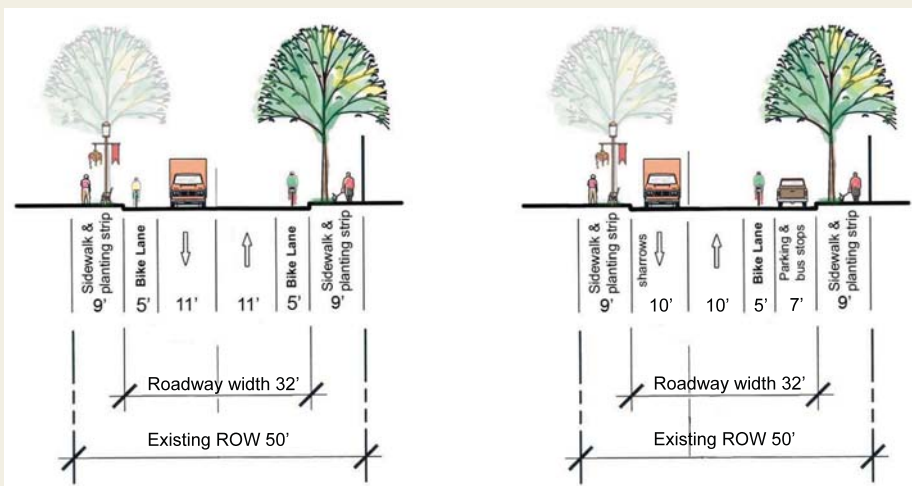 Sidewalk &
planting strip
9’
Bike Lane
5’
11’
11’
Bike Lane
5’
Sidewalk &
planting strip
9’
Roadway width 32’
Existing ROW 50’
Sidewalk &
planting strip
9’
sharrows
10’
10’
Bike Lane
5’
Parking &
bus stops
7’
Sidewalk &
planting strip
9’
Roadway width 32’
Existing ROW 50’